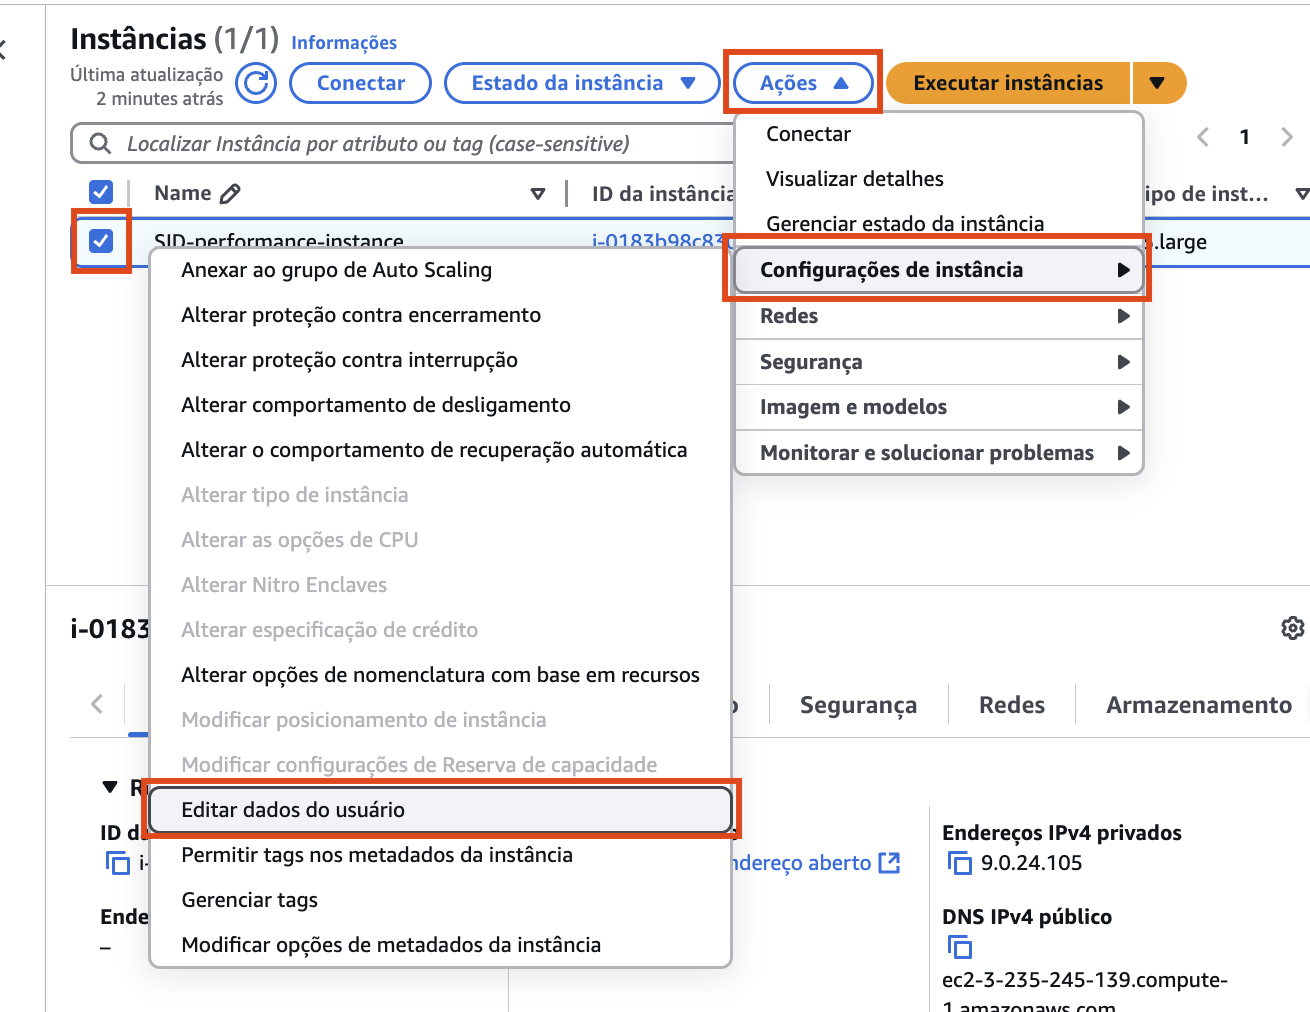 Instâncias (1/1) Informações
Última atualização
2 minutes atrás
Conectar
Estado da instância
Ações
Executar instâncias
Localizar Instância por atributo ou tag (case-sensitive)
1
Name
ID da instância
ipo de inst...
SID-performance-instance
i-0183b98c83
.large
Conectar
Visualizar detalhes
Gerenciar estado da instância
Configurações de instância
Redes
Segurança
Imagem e modelos
Monitorar e solucionar problemas
Anexar ao grupo de Auto Scaling
Alterar proteção contra encerramento
Alterar proteção contra interrupção
Alterar comportamento de desligamento
Alterar o comportamento de recuperação automática
Alterar tipo de instância
Alterar as opções de CPU
Alterar Nitro Enclaves
Alterar especificação de crédito
Alterar opções de nomenclatura com base em recursos
Modificar posicionamento de instância
Modificar configurações de Reserva de capacidade
Editar dados do usuário
Permitir tags nos metadados da instância
Gerenciar tags
Modificar opções de metadados da instância
i-0183
Segurança
Redes
Armazenamento
R
ID d
i-
ndereço aberto
Endereços IPv4 privados
9.0.24.105
Ende
–
DNS IPv4 público
ec2-3-235-245-139.compute-
1.amazonaws.com